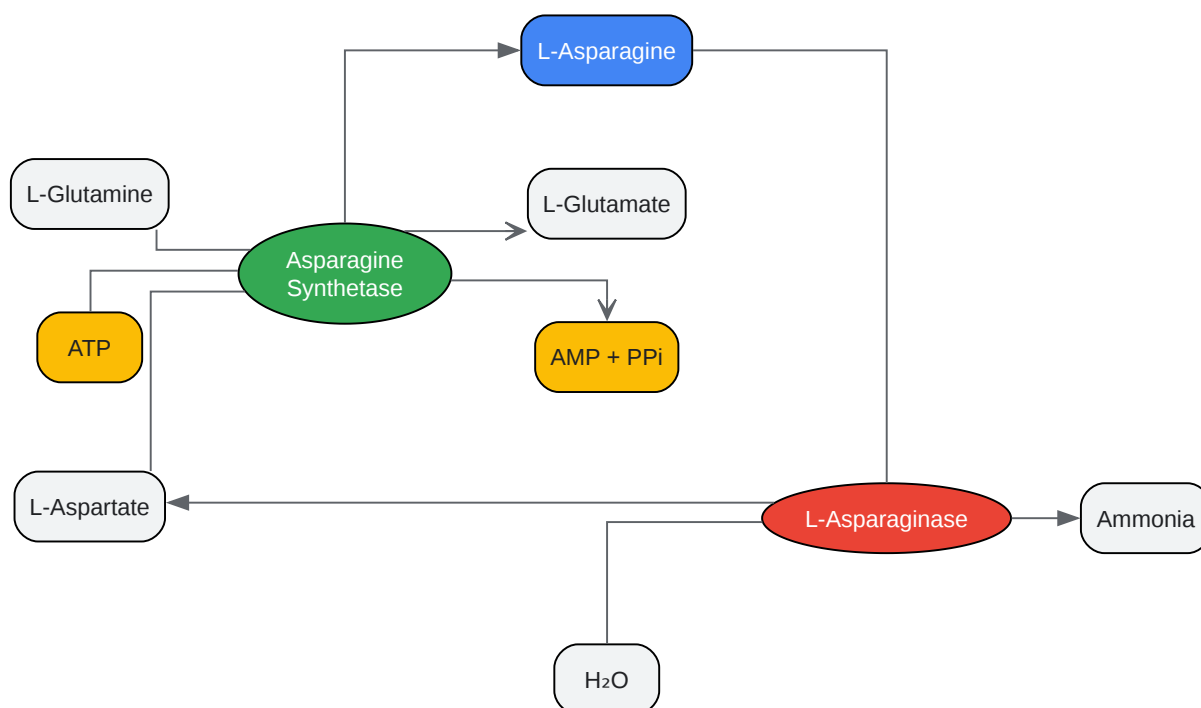 L-Asparagine
L-Glutamine
L-Glutamate
Asparagine
Synthetase
ATP
AMP + PPi
L-Aspartate
L-Asparaginase
Ammonia
H₂O